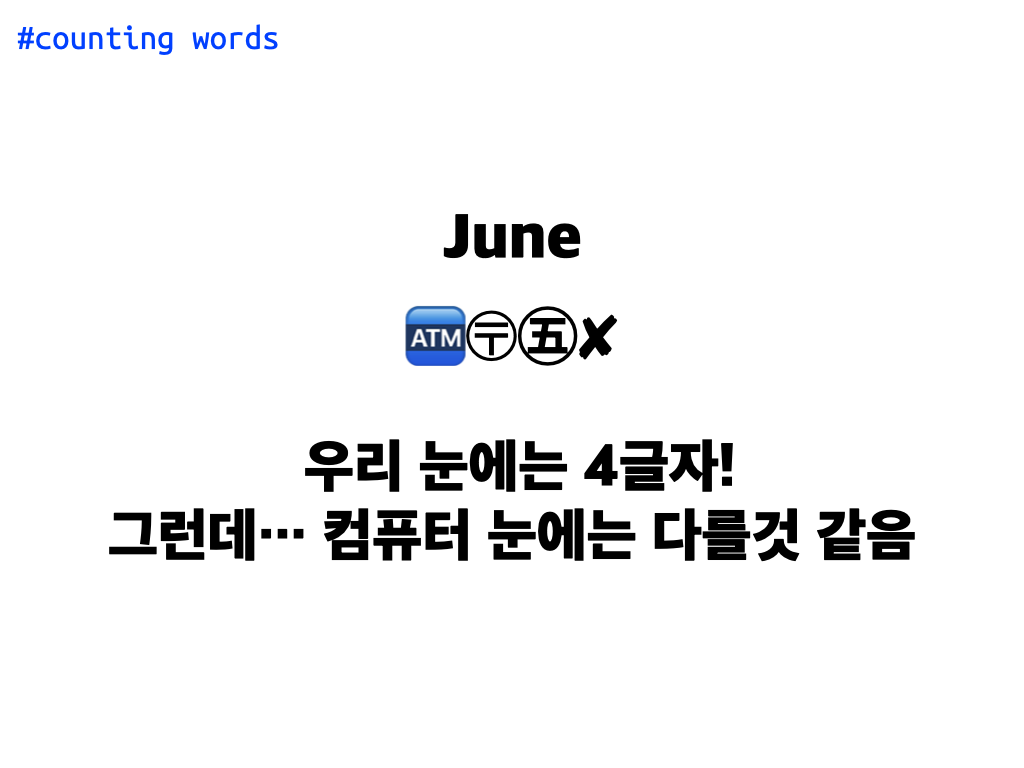 #counting words
June
🏧〶㊄✘
우리 눈에는 4글자!
그런데… 컴퓨터 눈에는 다를것 같음